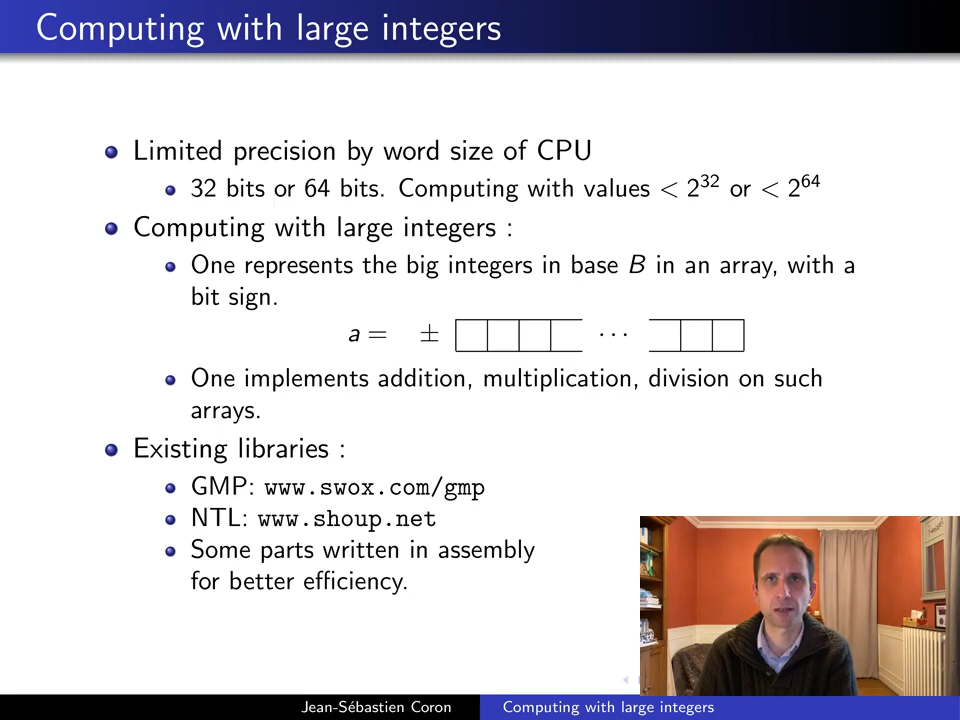 Computing with large integers
Limited precision by word size of CPU
32 bits or 64 bits. Computing with values < 2^32 or < 2^64
Computing with large integers :
One represents the big integers in base B in an array, with a
bit sign.
a = ± ···
One implements addition, multiplication, division on such
arrays.
Existing libraries :
GMP: www.swox.com/gmp
NTL: www.shoup.net
Some parts written in assembly
for better efficiency.
Jean-Sébastien Coron
Computing with large integers